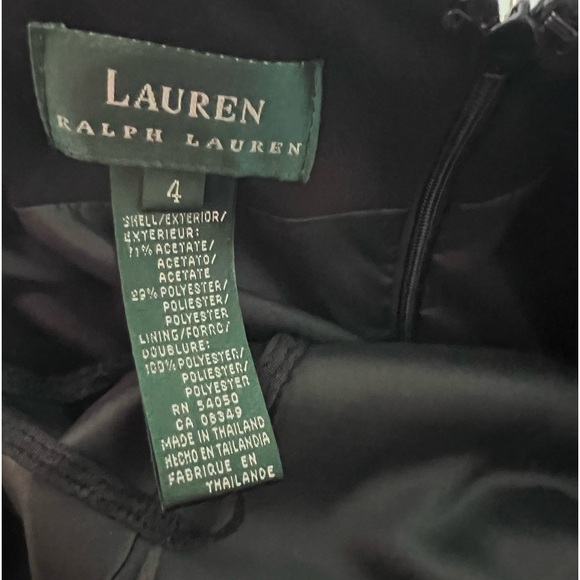 LAUREN
RALPH LAUREN
4
SHELL/EXTERIOR/
EXTERIEUR:
71% ACETATE/
ACETATO/
ACETATE
29% POLYESTER/
POLIESTER/
POLYESTER
LINING/FORRO/
DOUBLURE:
100% POLYESTER/
POLIESTER/
POLYESTER
RN 54050
CA 08349
MADE IN THAILAND
HECHO EN TAILANDIA
FABRIQUE EN
THAILANDE